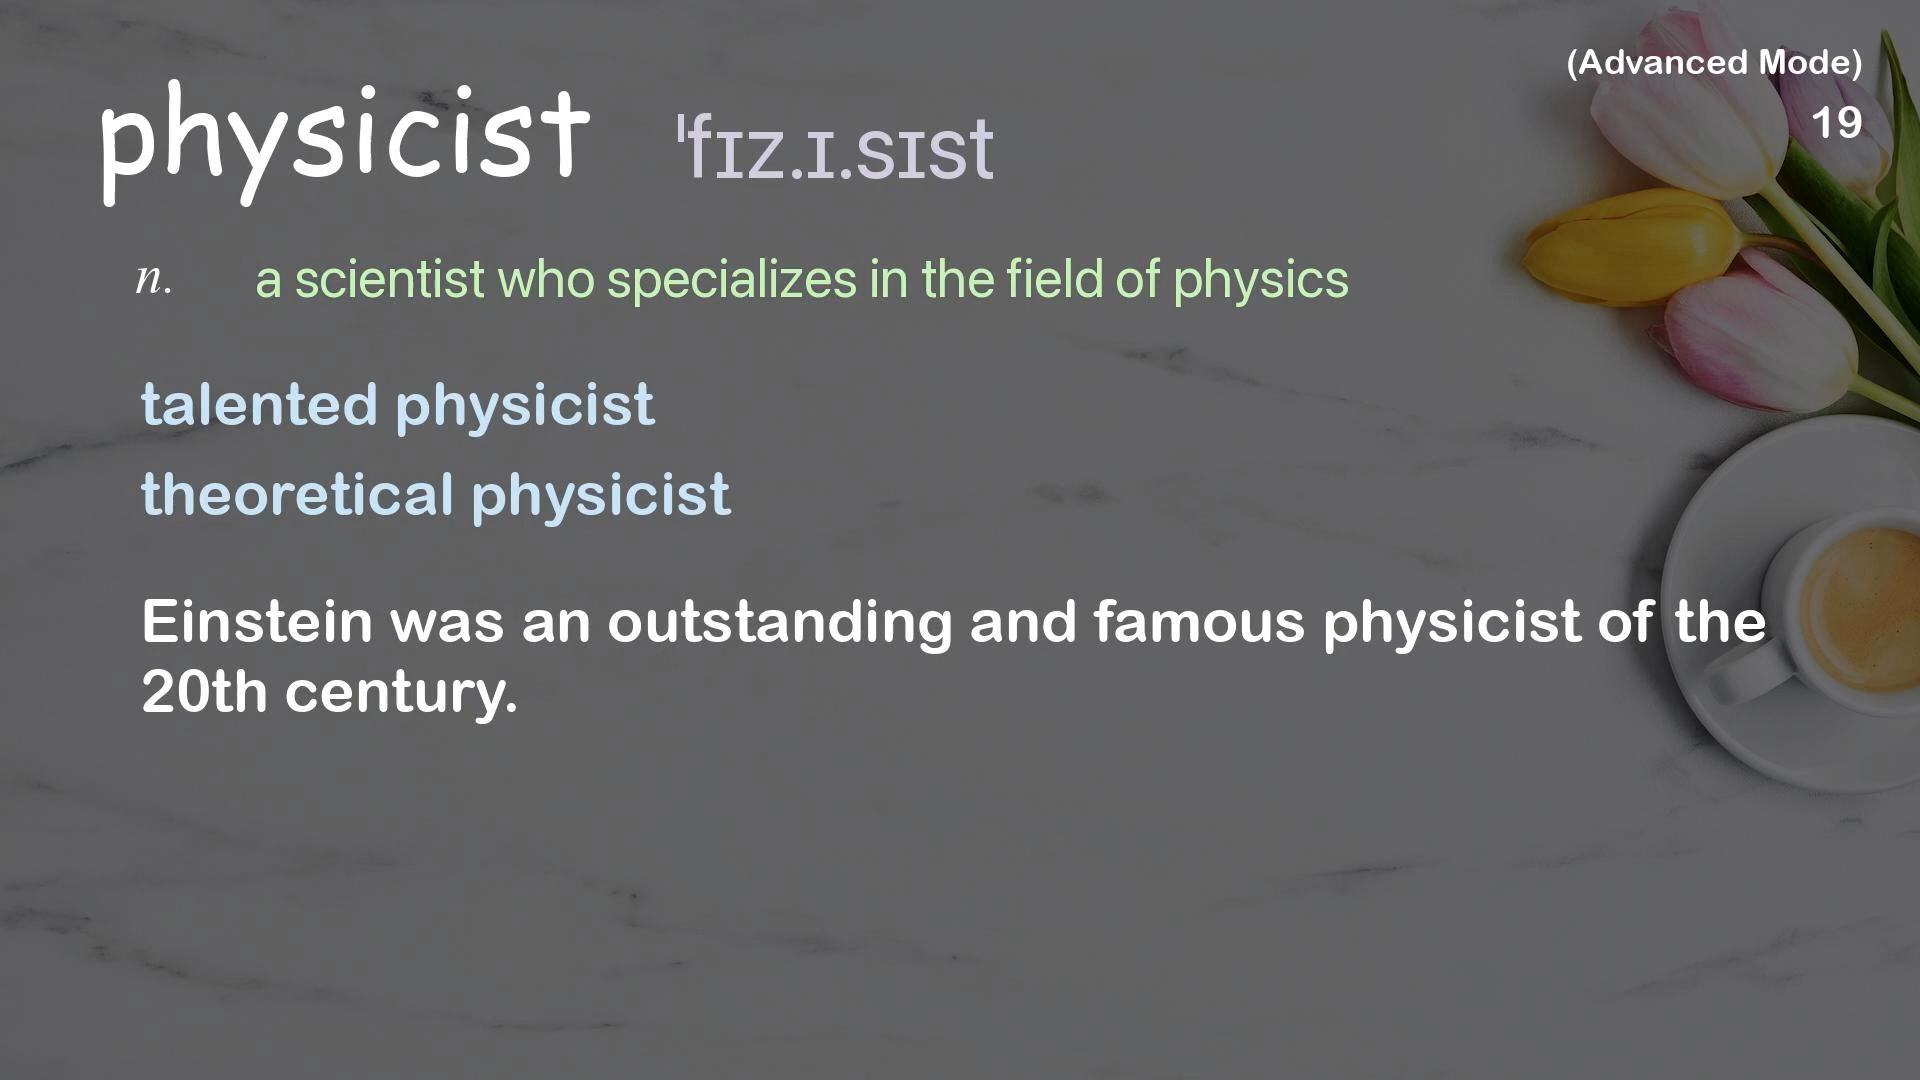 (Advanced Mode)
physicist ˈfɪz.ɪ.sɪst
19
n. a scientist who specializes in the field of physics
talented physicist
theoretical physicist
Einstein was an outstanding and famous physicist of the
20th century.